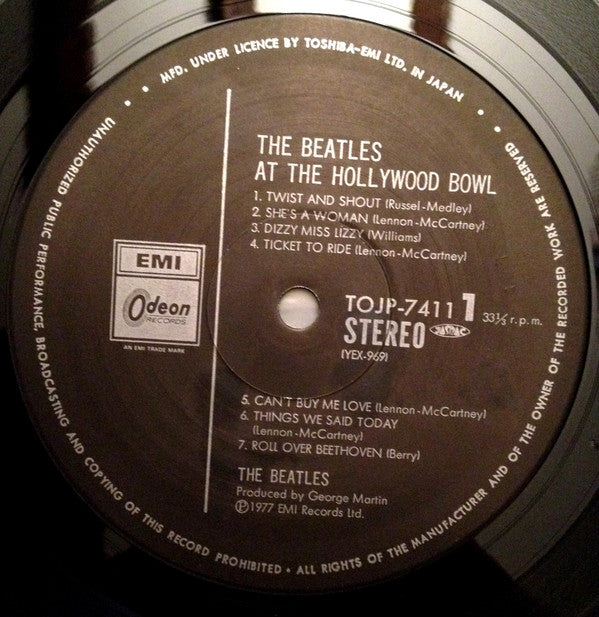 MFD. UNDER LICENCE BY TOSHIBA-EMI LTD. IN JAPAN
THE BEATLES
AT THE HOLLYWOOD BOWL
1. TWIST AND SHOUT (Russel-Medley)
2. SHE'S A WOMAN (Lennon-McCartney)
3. DIZZY MISS LIZZY (Williams)
4. TICKET TO RIDE (Lennon-McCartney)
EMI
Odeon
RECORDS
AN EMI TRADE MARK
TOJP-7411 1 33⅓ r.p.m.
STEREO JASRAC
(YEX-969)
5. CAN'T BUY ME LOVE (Lennon-McCartney)
6. THINGS WE SAID TODAY
(Lennon-McCartney)
7. ROLL OVER BEETHOVEN (Berry)
THE BEATLES
Produced by George Martin
Ⓟ1977 EMI Records Ltd.
UNAUTHORIZED PUBLIC PERFORMANCE, BROADCASTING AND COPYING OF THIS RECORD PROHIBITED • ALL RIGHTS OF THE MANUFACTURER AND OF THE OWNER OF THE RECORDED WORK ARE RESERVED